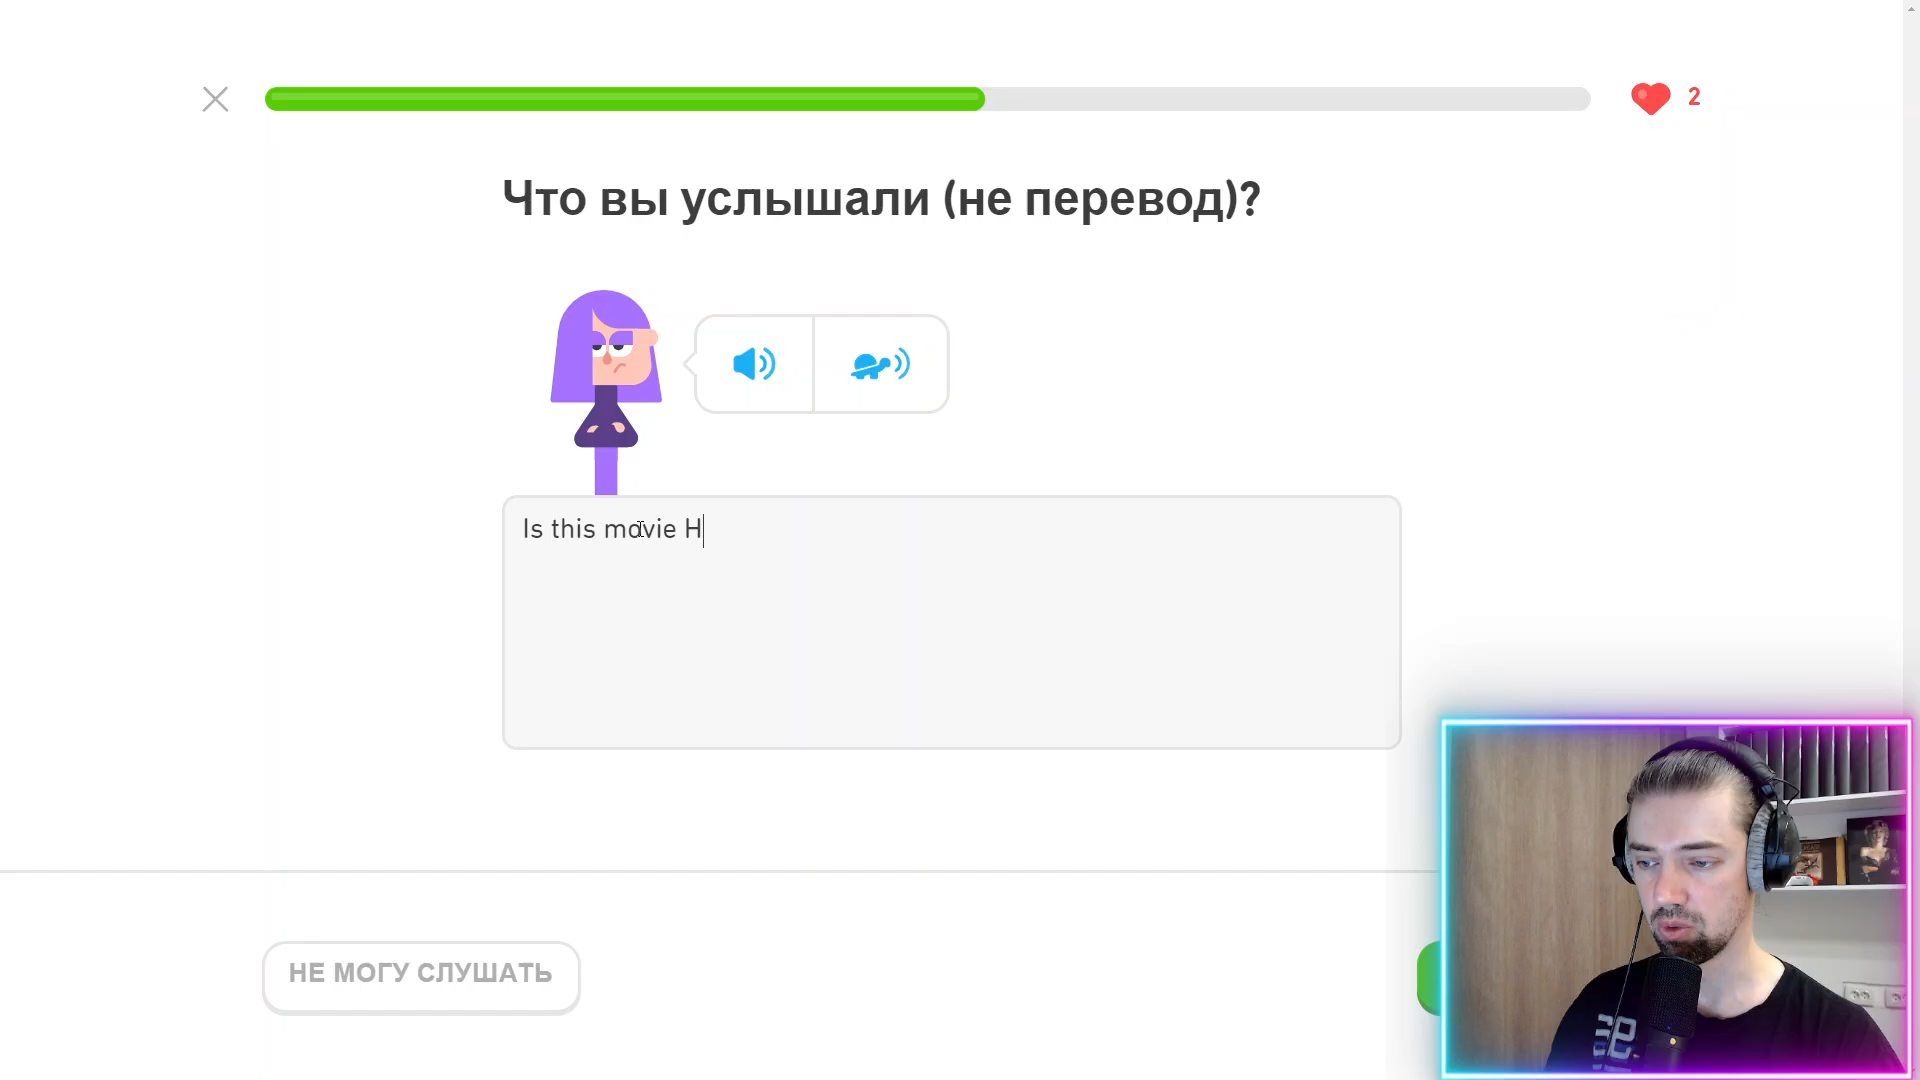 2
Что вы услышали (не перевод)?
Is this movie H
НЕ МОГУ СЛУШАТЬ